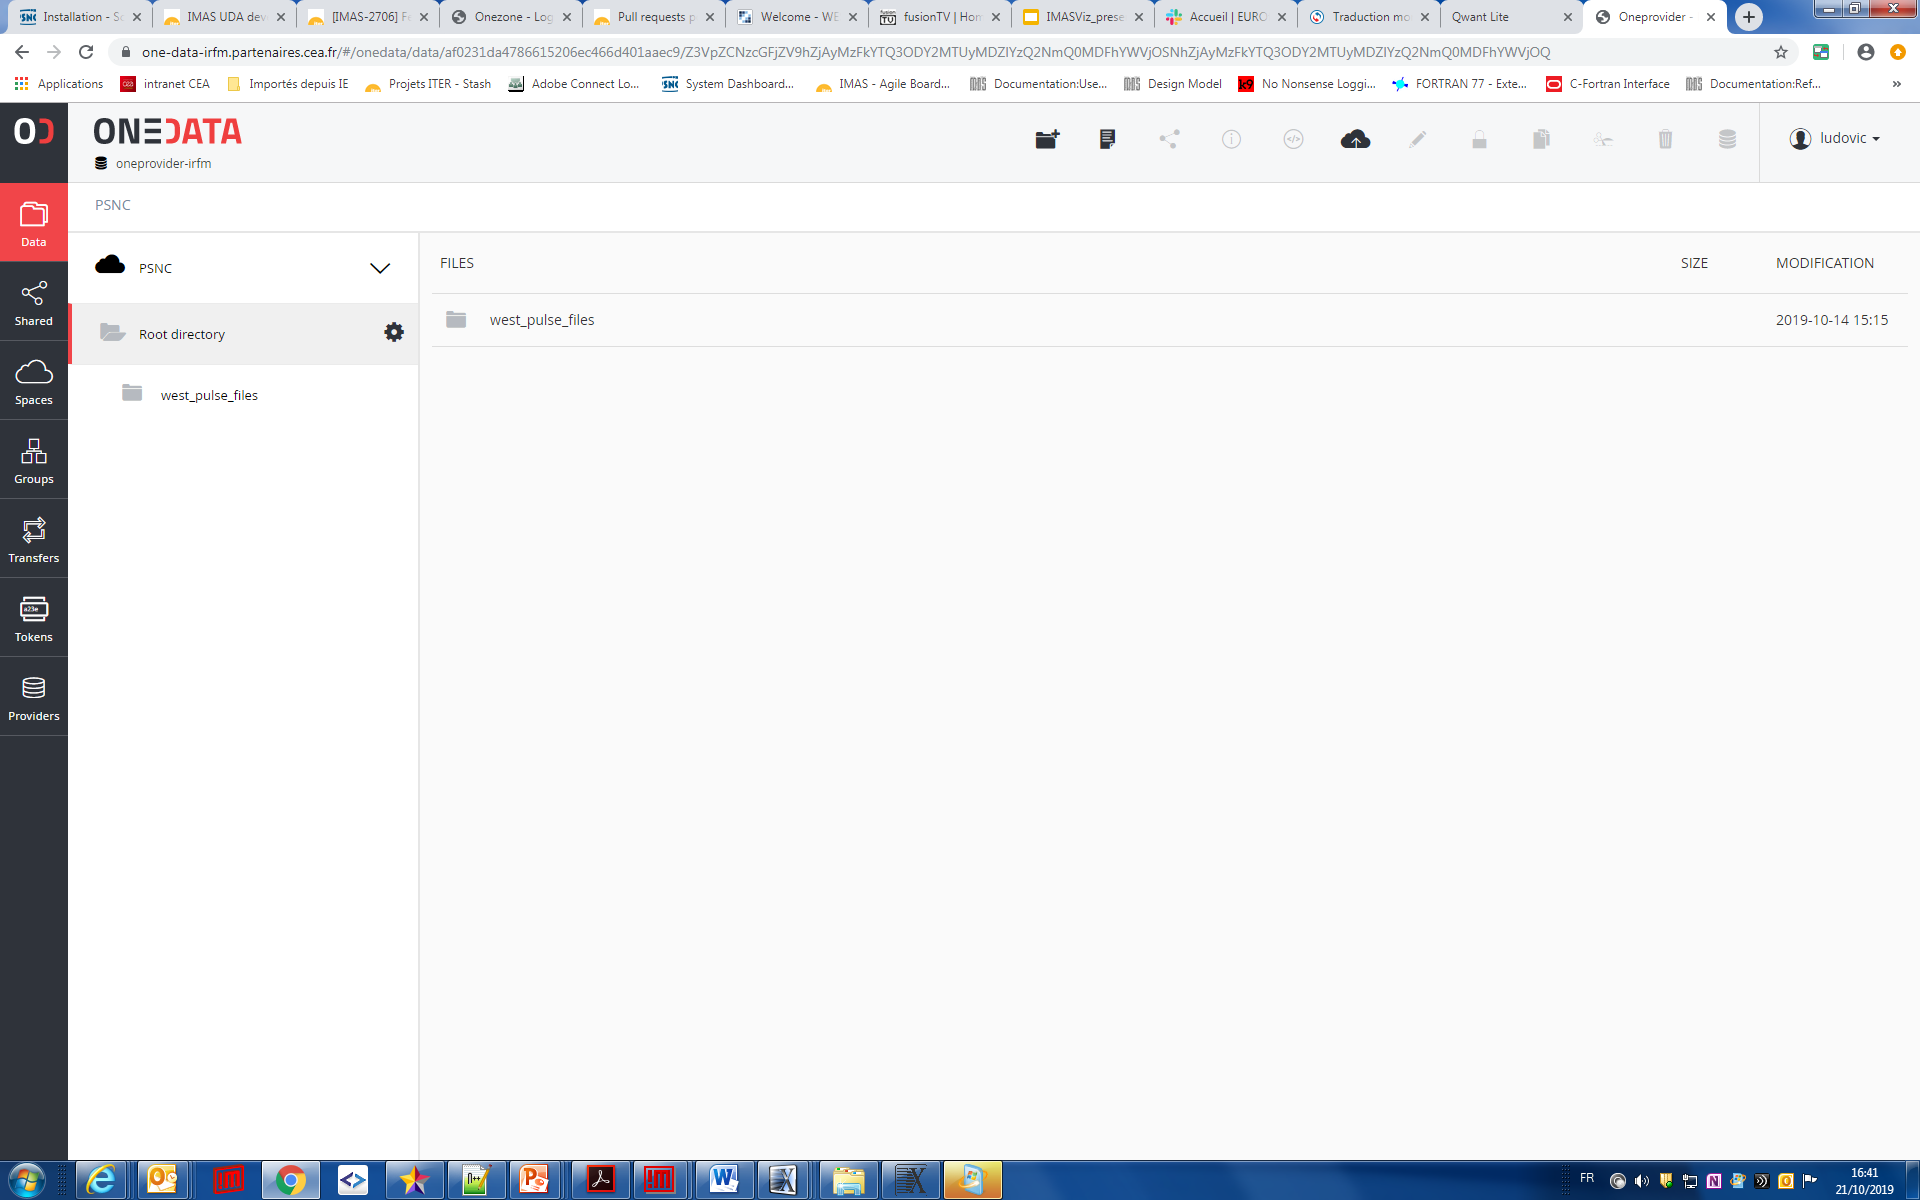 Installation - Sc
IMAS UDA dev
[IMAS-2706] Fe
Onezone - Log
Pull requests p
Welcome - WE
fusionTV | Hom
IMASViz_prese
Accueil | EURO
Traduction mo
Qwant Lite
Oneprovider -
one-data-irfm.partenaires.cea.fr/#/onedata/data/af0231da4786615206ec466d401aaec9/Z3VpZCNzcGFjZV9hZjAyMzFkYTQ3ODY2MTUyMDZlYzQ2NmQ0MDFhYWVjOSNhZjAyMzFkYTQ3ODY2MTUyMDZlYzQ2NmQ0MDFhYWVjOQ
Applications
intranet CEA
Importés depuis IE
Projets ITER - Stash
Adobe Connect Lo...
System Dashboard...
IMAS - Agile Board...
Documentation:Use...
Design Model
No Nonsense Loggi...
FORTRAN 77 - Exte...
C-Fortran Interface
Documentation:Ref...
»
ONEDATA
oneprovider-irfm
ludovic
PSNC
Data
Shared
Spaces
Groups
Transfers
a23e
Tokens
Providers
PSNC
Root directory
west_pulse_files
FILES SIZE MODIFICATION
west_pulse_files 2019-10-14 15:15
FR
16:41
21/10/2019